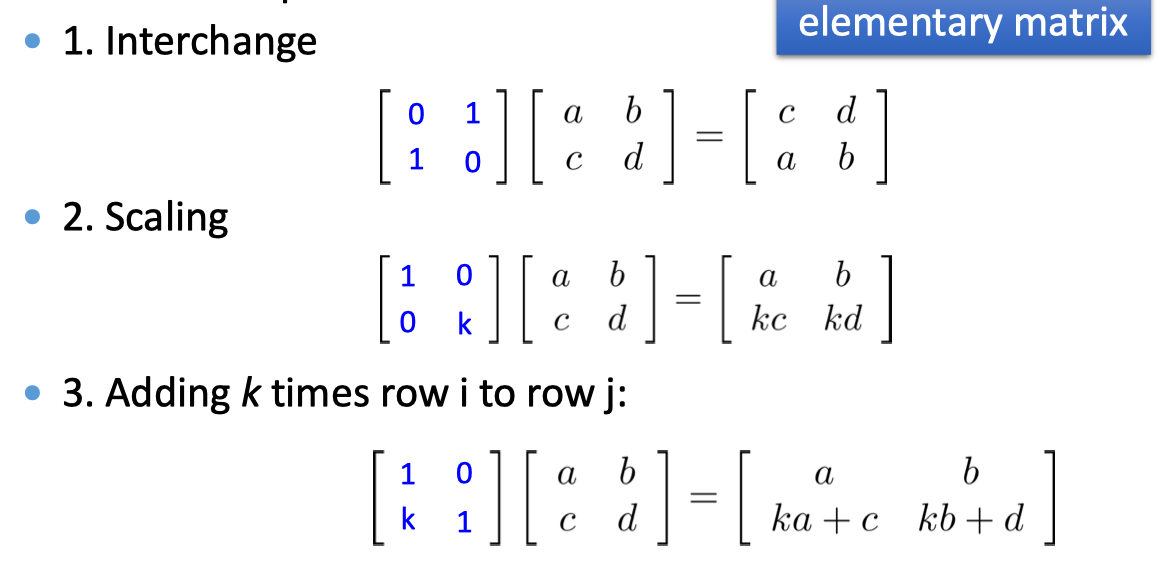 elementary matrix
• 1. Interchange
[ 0 1 ] [ a b ] = [ c d ]
[ 1 0 ] [ c d ]   [ a b ]
• 2. Scaling
[ 1 0 ] [ a b ] = [ a b ]
[ 0 k ] [ c d ]   [ kc kd ]
• 3. Adding k times row i to row j:
[ 1 0 ] [ a b ] = [ a b ]
[ k 1 ] [ c d ]   [ ka + c kb + d ]